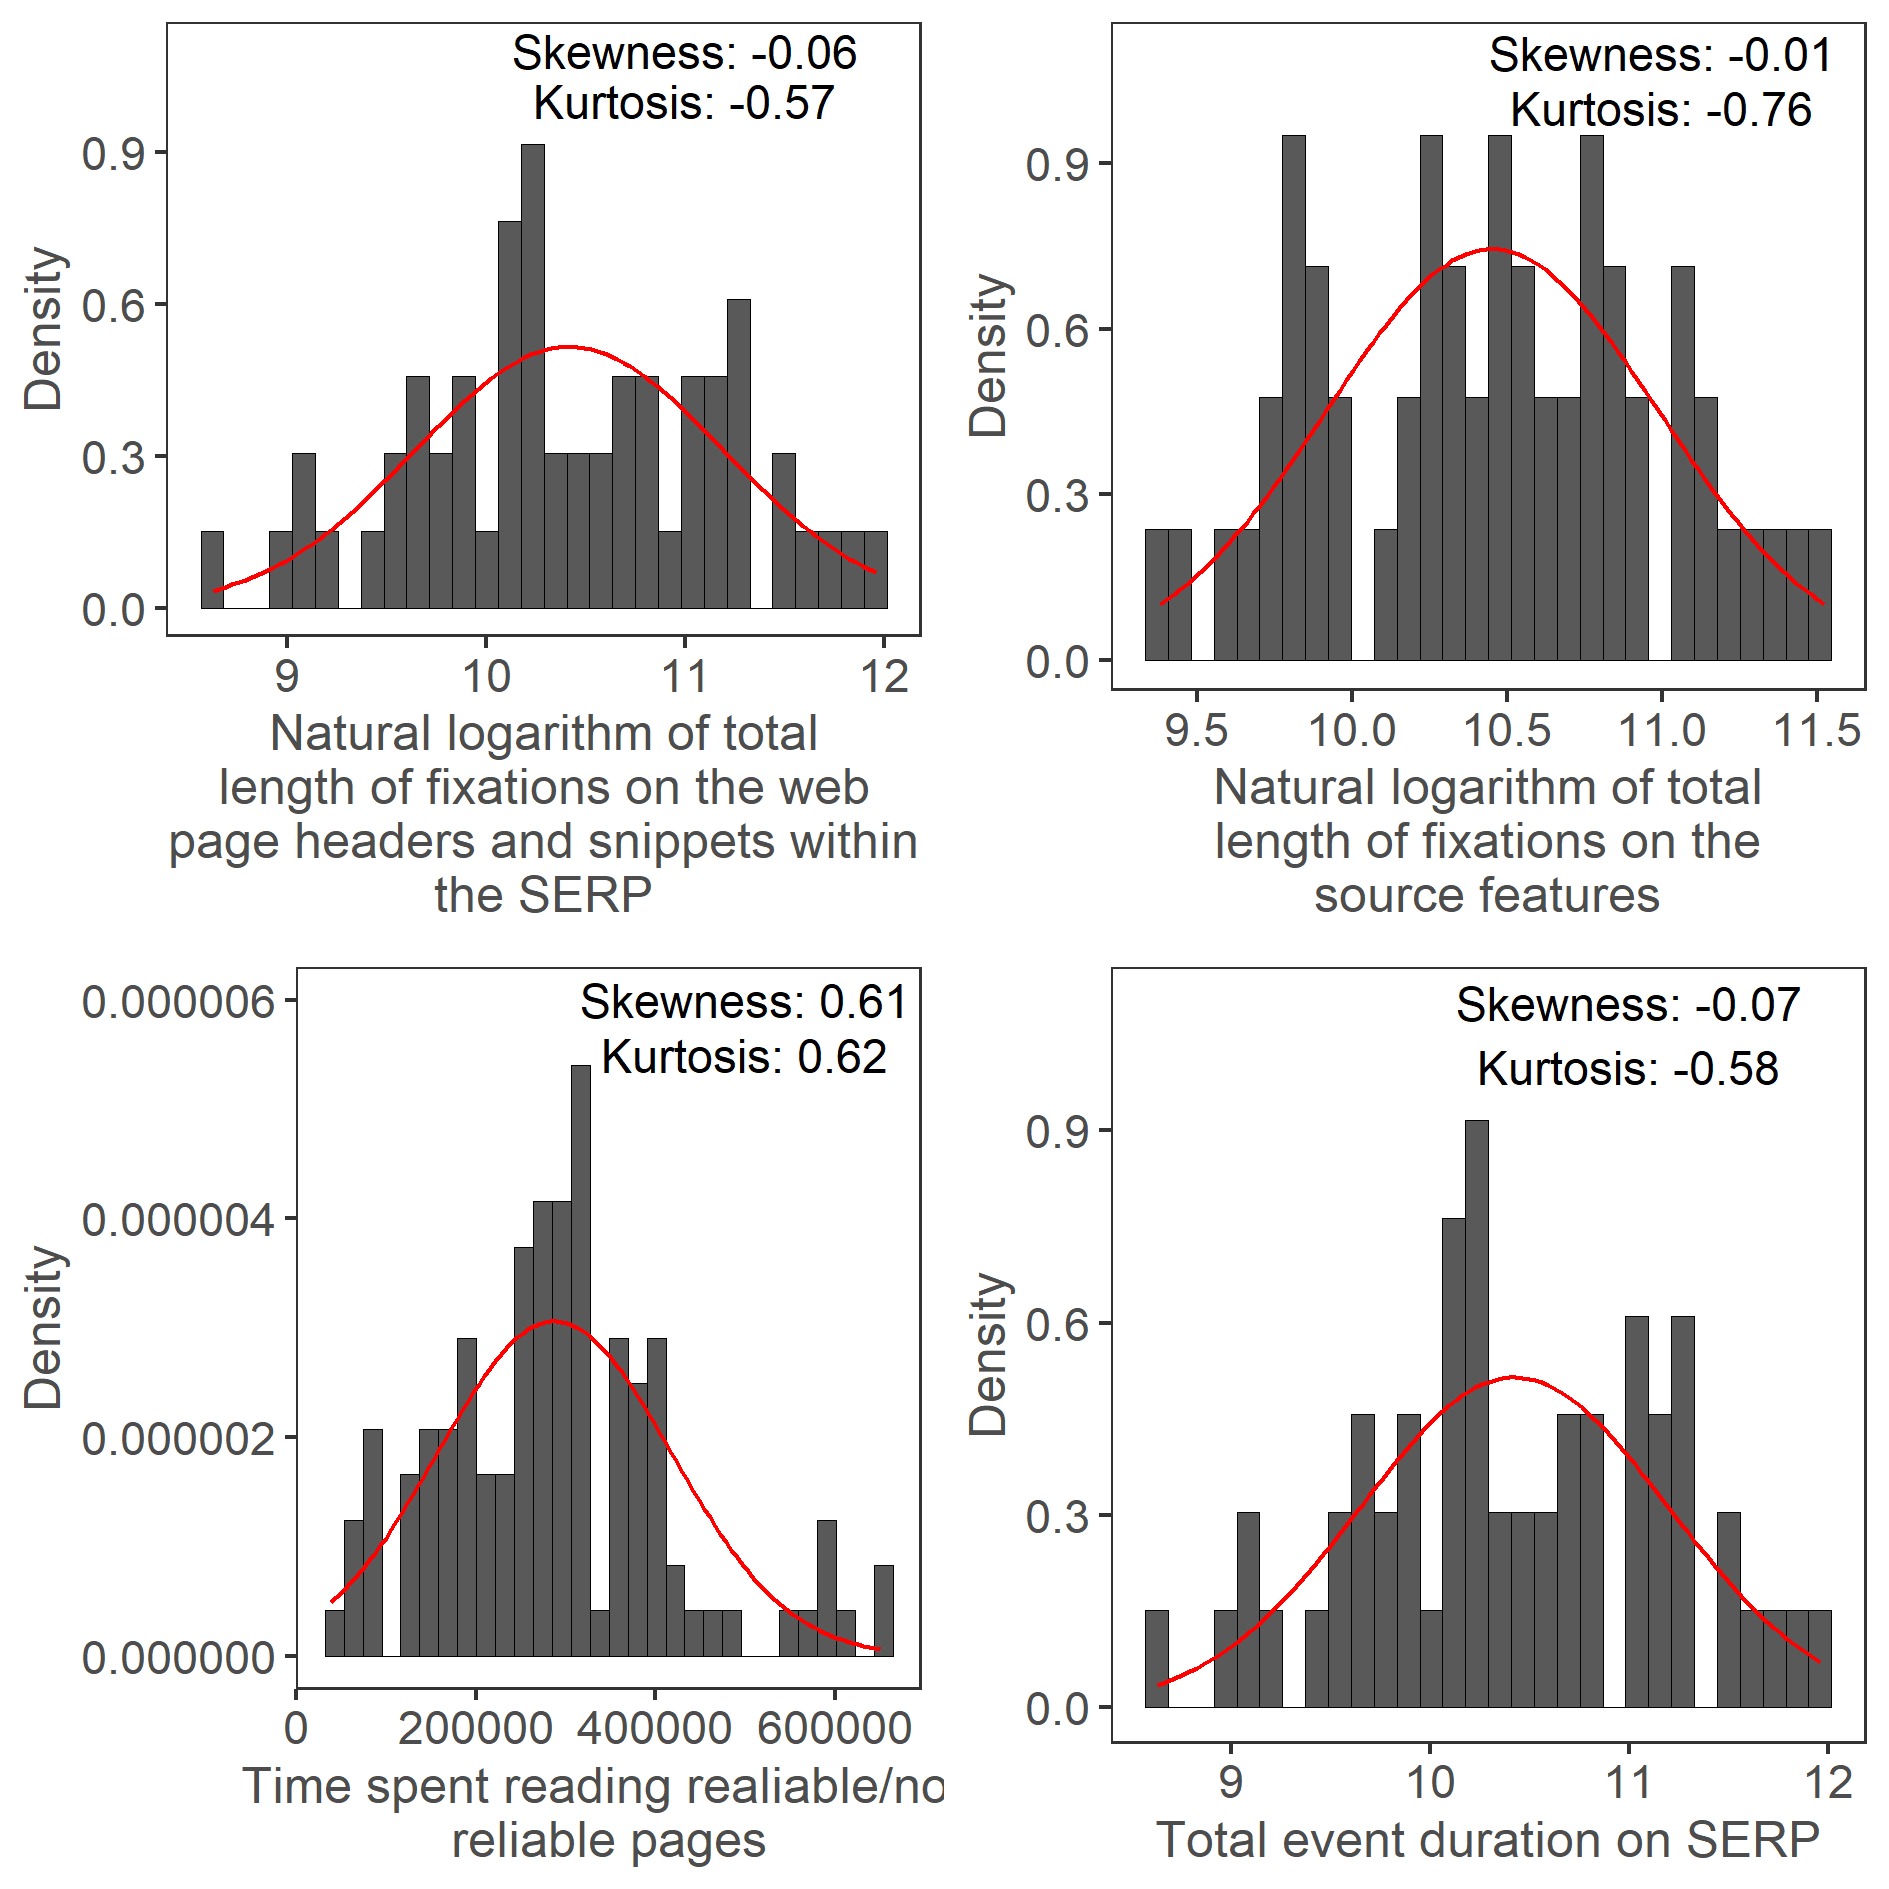 Skewness: -0.06
Kurtosis: -0.57
Density
0.9
0.6
0.3
0.0
9 10 11 12
Natural logarithm of total
length of fixations on the web
page headers and snippets within
the SERP
Skewness: -0.01
Kurtosis: -0.76
Density
0.9
0.6
0.3
0.0
9.5 10.0 10.5 11.0 11.5
Natural logarithm of total
length of fixations on the
source features
Skewness: 0.61
Kurtosis: 0.62
Density
0.000006
0.000004
0.000002
0.000000
0 200000 400000 600000
Time spent reading realiable/no
reliable pages
Skewness: -0.07
Kurtosis: -0.58
Density
0.9
0.6
0.3
0.0
9 10 11 12
Total event duration on SERP